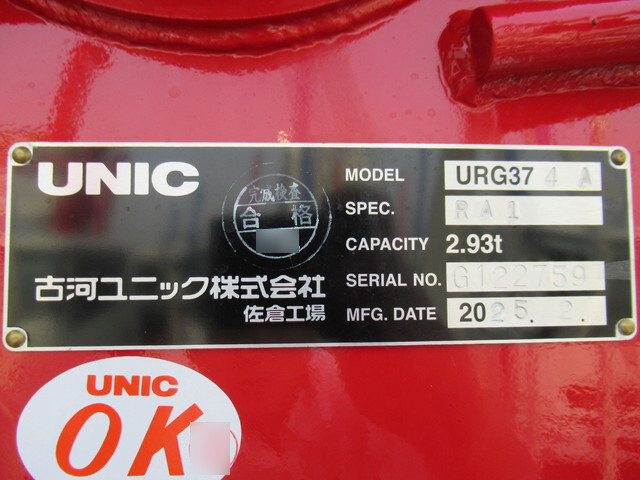 UNIC
完成検査
合格
古河ユニック株式会社
佐倉工場
MODEL URG374A
SPEC. RA1
CAPACITY 2.93t
SERIAL NO. G122759
MFG. DATE 2025. 2.
UNIC
OK